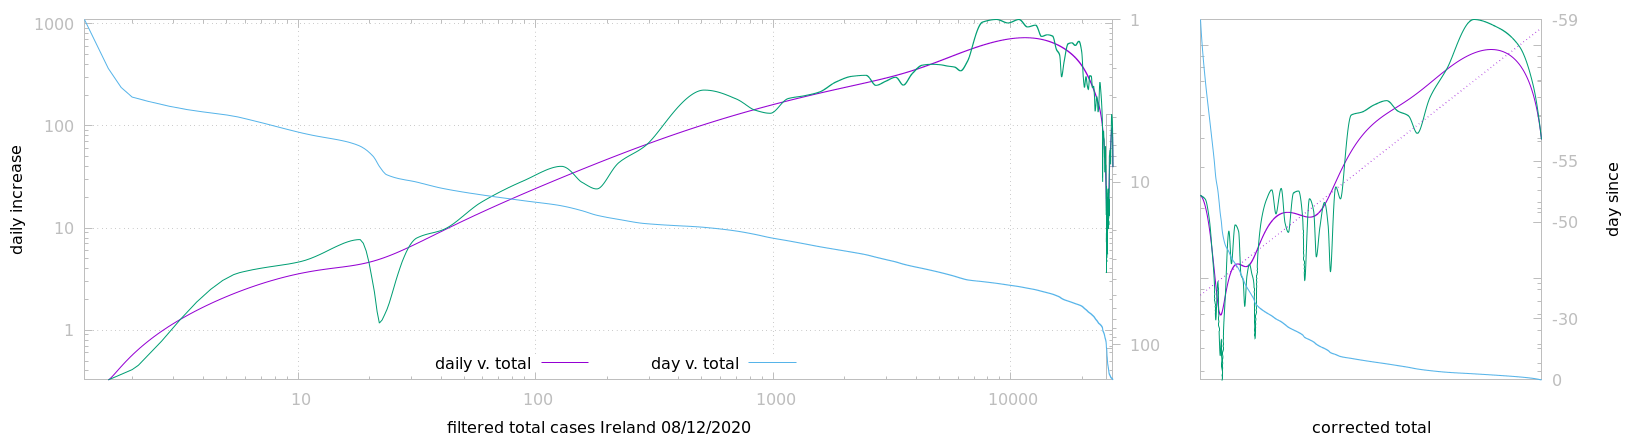 1000
100
10
1
daily increase
daily v. total
day v. total
10
100
1000
10000
filtered total cases Ireland 08/12/2020
1
10
100
-59
-55
-50
-30
0
day since
corrected total